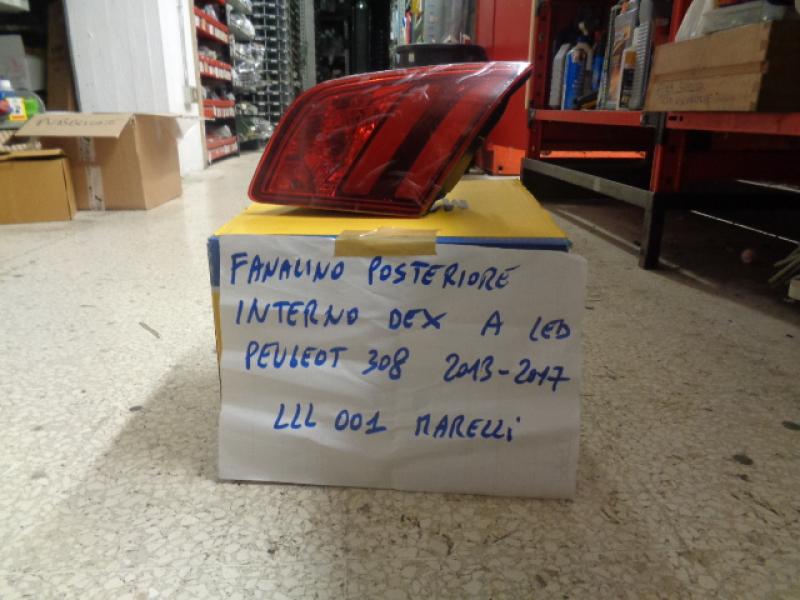 FANALINO POSTERIORE
INTERNO DEX A LED
PEUGEOT 308 2013-2017
LLL 001 MARELLi